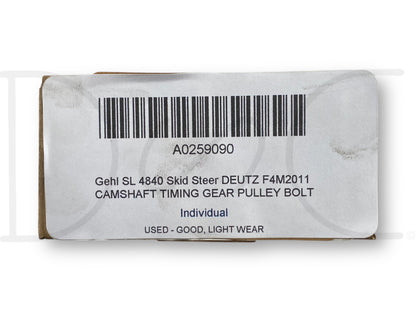 A0259090
Gehl SL 4840 Skid Steer DEUTZ F4M2011
CAMSHAFT TIMING GEAR PULLEY BOLT
Individual
USED - GOOD, LIGHT WEAR